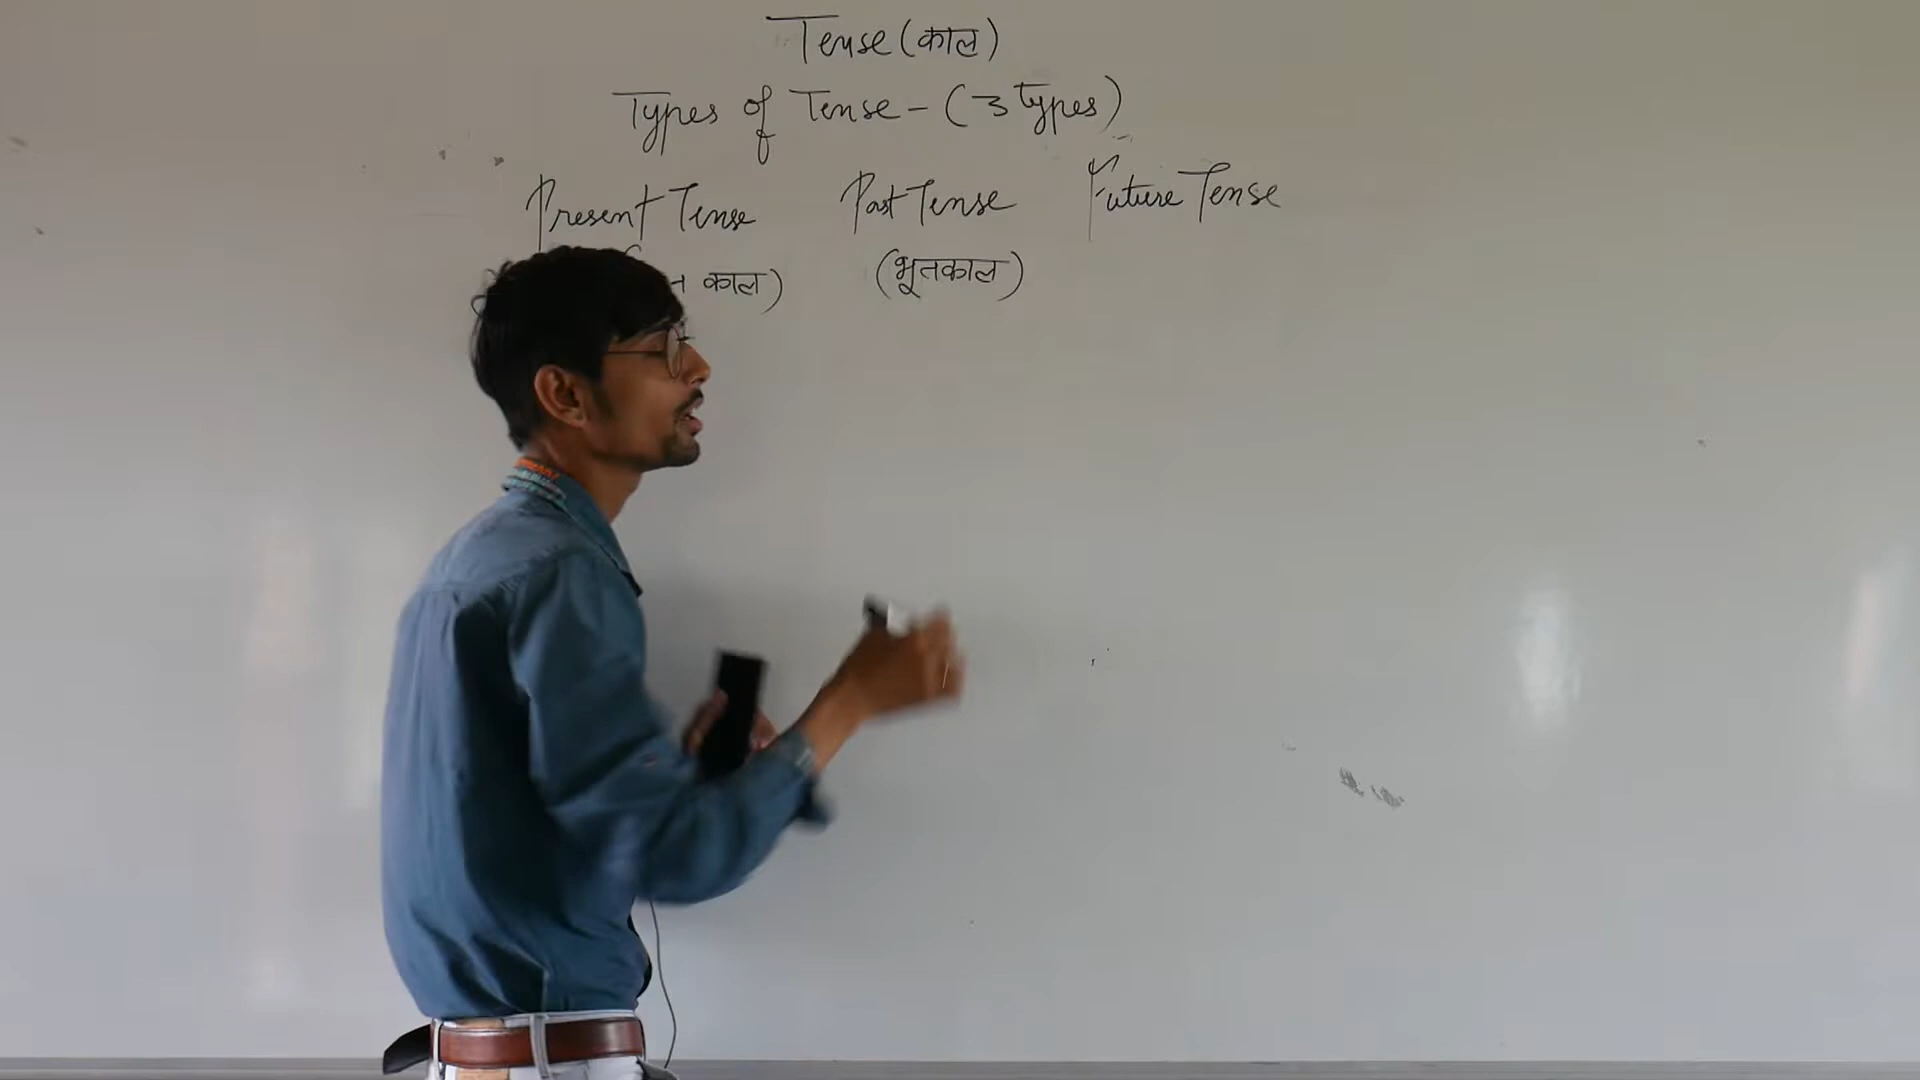 Tense (काल)
Types of Tense - (3 types)
Present Tense Past Tense Future Tense
काल) (भूतकाल)